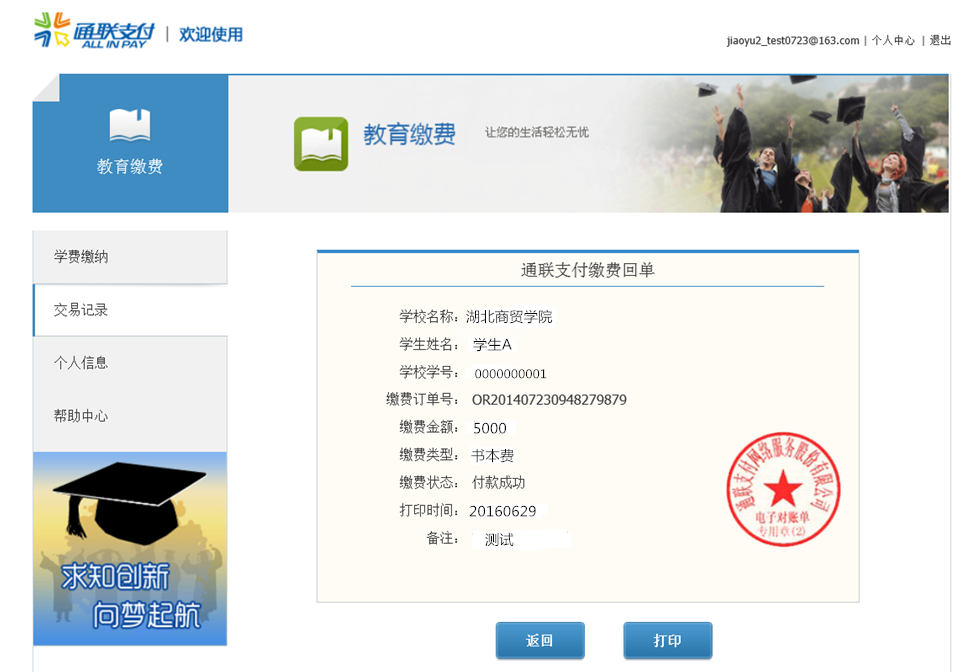 通联支付
ALL IN PAY
| 欢迎使用
jiaoyu2_test0723@163.com | 个人中心 | 退出
教育缴费
教育缴费
让您的生活轻松无忧
学费缴纳
交易记录
个人信息
帮助中心
求知创新
向梦起航
通联支付缴费回单
学校名称：湖北商贸学院
学生姓名：学生A
学校学号：0000000001
缴费订单号：OR201407230948279879
缴费金额：5000
缴费类型：书本费
缴费状态：付款成功
打印时间：20160629
备注：测试
通联支付网络服务股份有限公司
电子对账单
专用章(2)
返回
打印